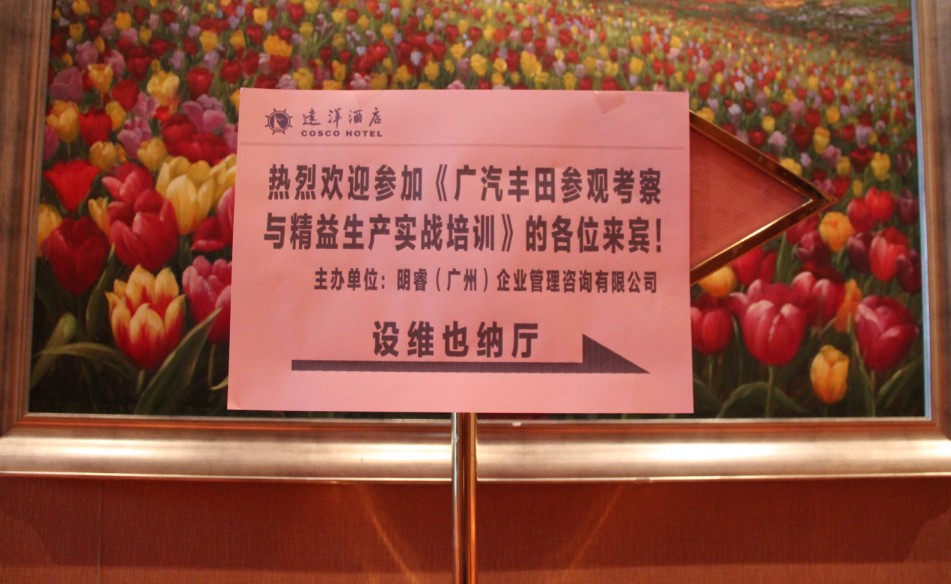 远洋酒店
COSCO HOTEL
热烈欢迎参加《广汽丰田参观考察
与精益生产实战培训》的各位来宾！
主办单位：明睿（广州）企业管理咨询有限公司
设维也纳厅